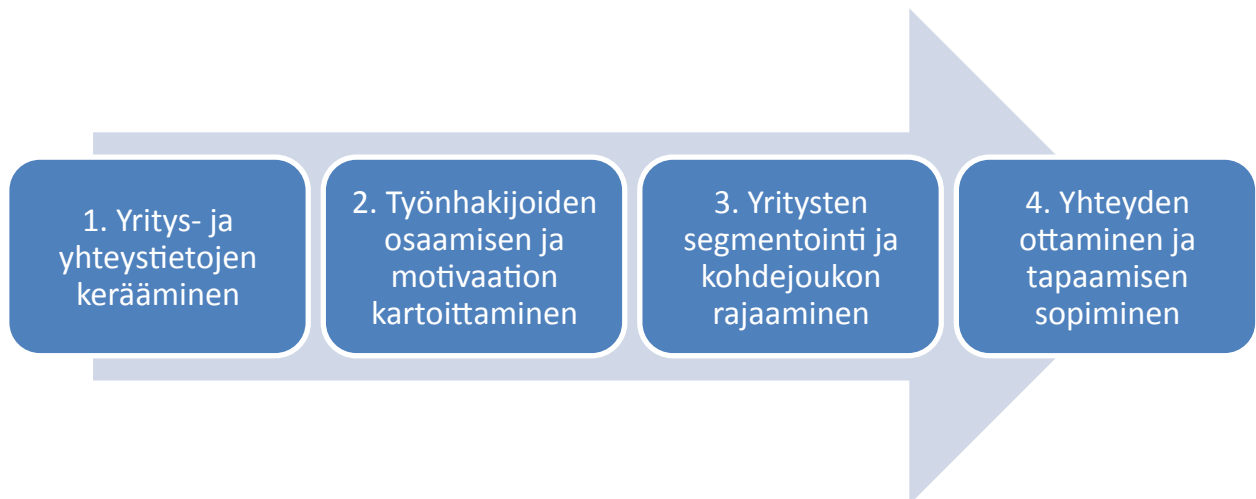 1. Yritys- ja
yhteystietojen
kerääminen
2. Työnhakijoiden
osaamisen ja
motivaation
kartoittaminen
3. Yritysten
segmentointi ja
kohdejoukon
rajaaminen
4. Yhteyden
ottaminen ja
tapaamisen
sopiminen